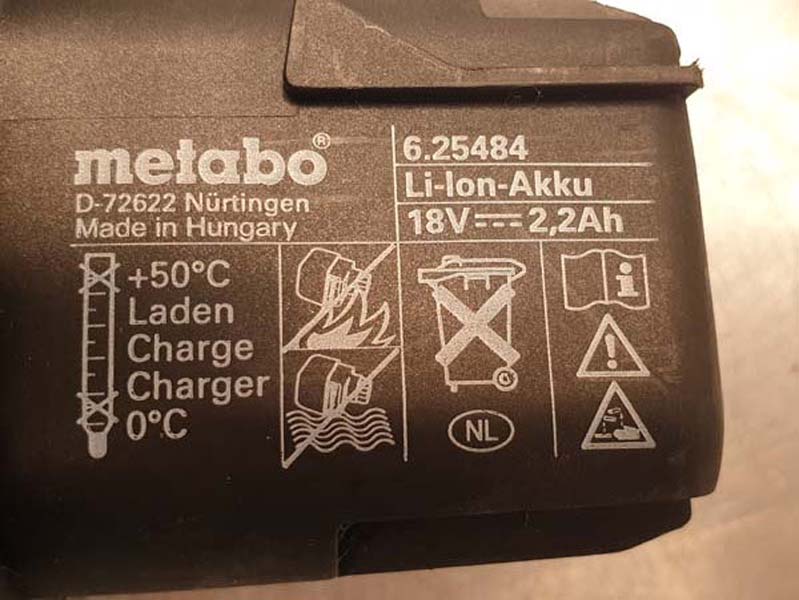 metabo®
D-72622 Nürtingen
Made in Hungary
6.25484
Li-Ion-Akku
18V⎓2,2Ah
+50°C
Laden
Charge
Charger
0°C
NL